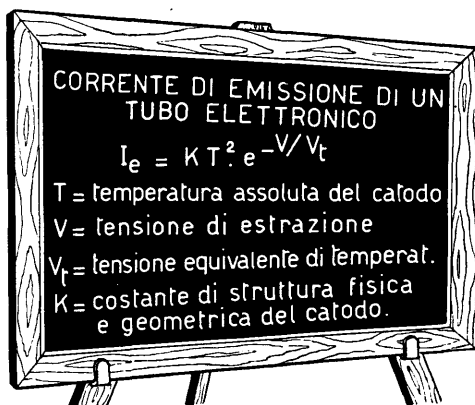 CORRENTE DI EMISSIONE DI UN
TUBO ELETTRONICO
Ie = KT². e-V/Vt
T = temperatura assoluta del catodo
V = tensione di estrazione
Vt = tensione equivalente di temperat.
K = costante di struttura fisica
e geometrica del catodo.